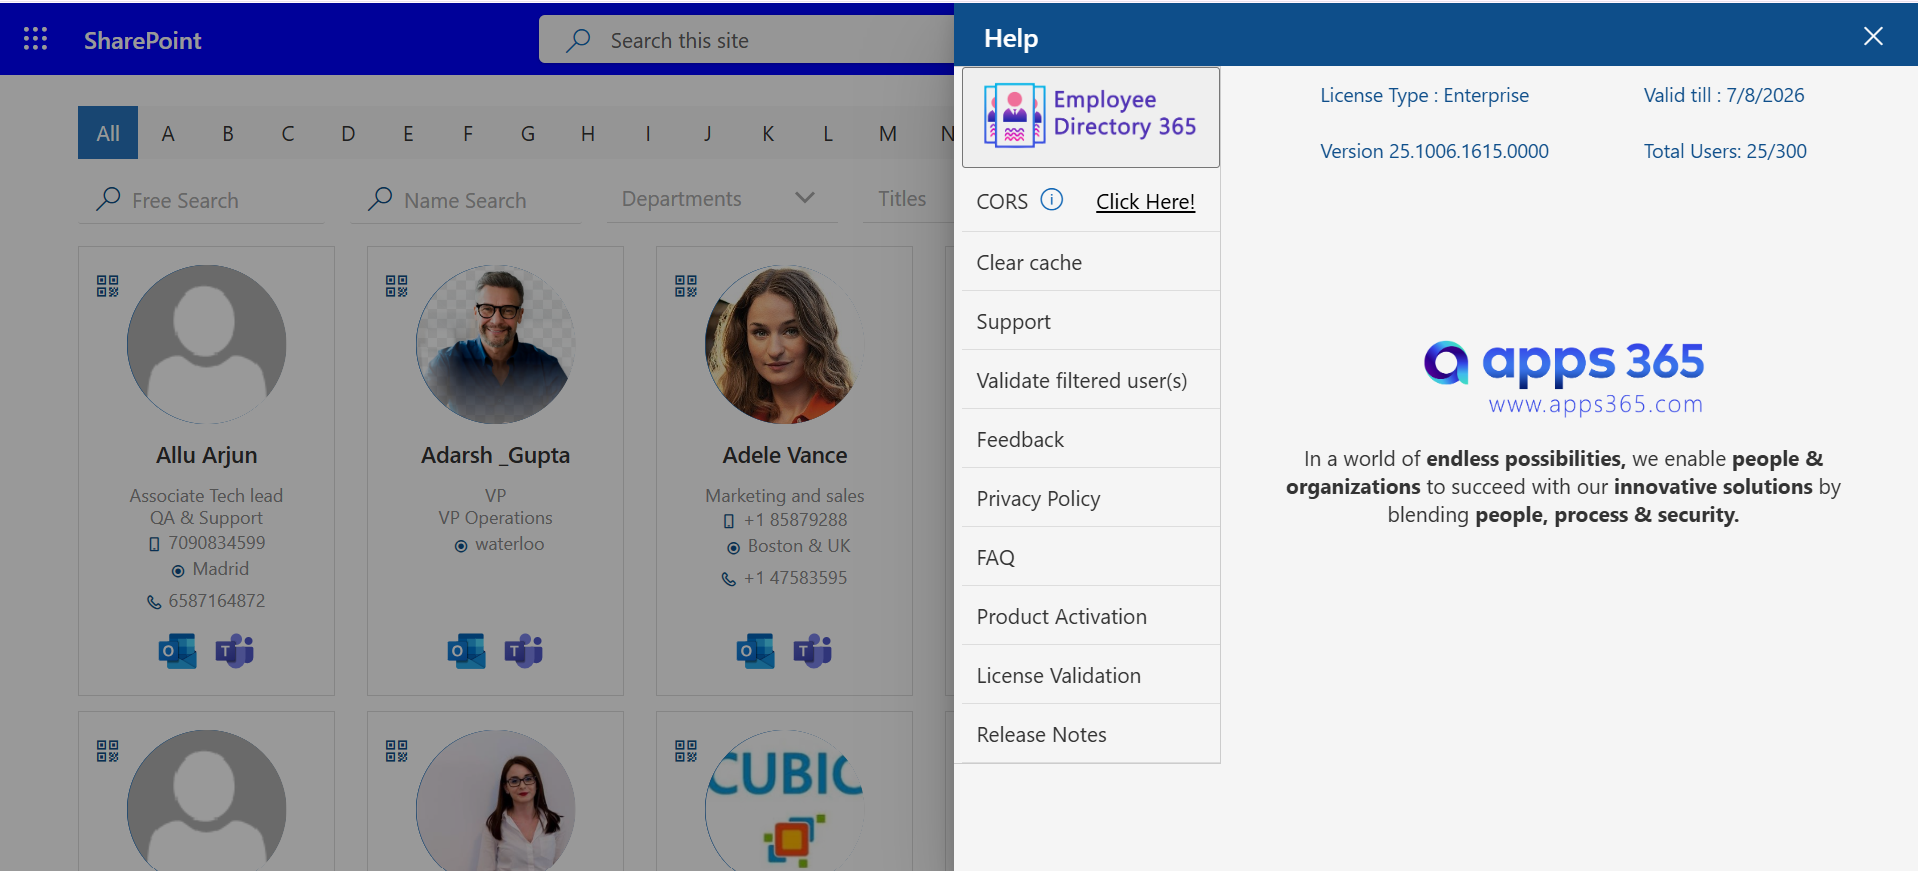 SharePoint
Search this site
Help
All A B C D E F G H I J K L M N
Free Search
Name Search
Departments
Titles
Allu Arjun
Associate Tech lead
QA & Support
7090834599
Madrid
6587164872
Adarsh _Gupta
VP
VP Operations
waterloo
Adele Vance
Marketing and sales
+1 85879288
Boston & UK
+1 47583595
CUBIC
Employee
Directory 365
CORS
Click Here!
Clear cache
Support
Validate filtered user(s)
Feedback
Privacy Policy
FAQ
Product Activation
License Validation
Release Notes
License Type : Enterprise
Valid till : 7/8/2026
Version 25.1006.1615.0000
Total Users: 25/300
apps 365
www.apps365.com
In a world of endless possibilities, we enable people &
organizations to succeed with our innovative solutions by
blending people, process & security.